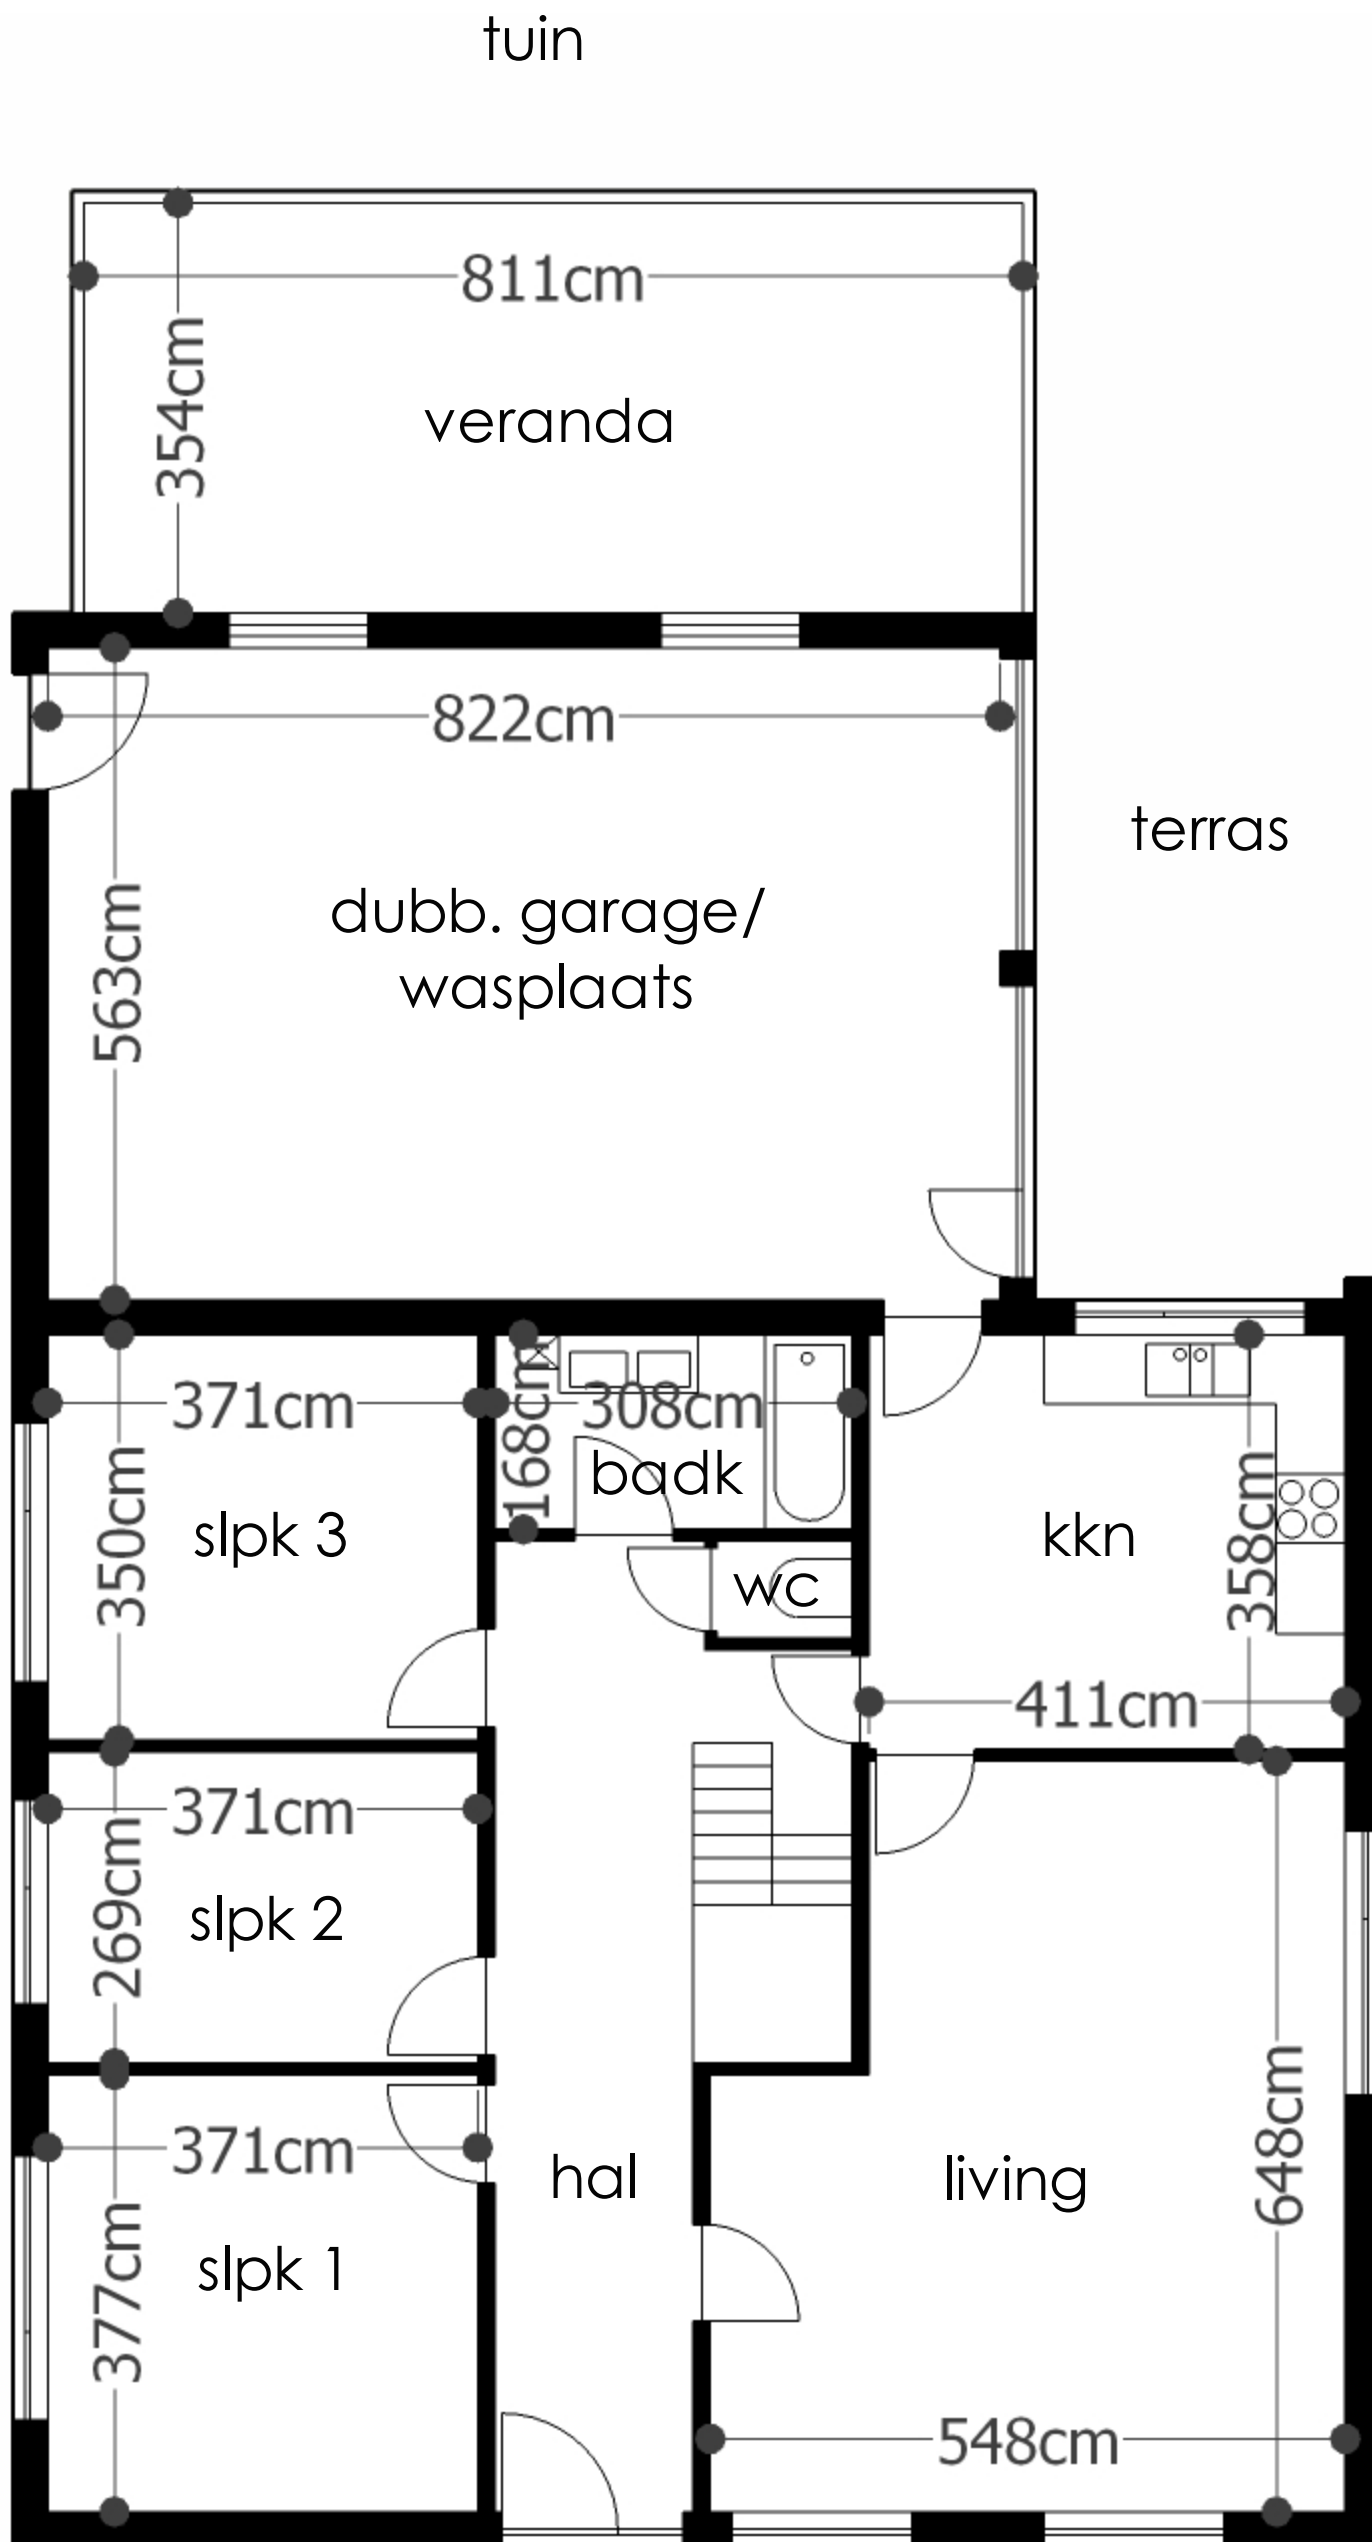 tuin
811cm
354cm
veranda
822cm
terras
dubb. garage/
wasplaats
563cm
371cm
168cm
308cm
badk
350cm
slpk 3
kkn
358cm
wc
411cm
371cm
269cm
slpk 2
371cm
hal
living
648cm
377cm
slpk 1
548cm